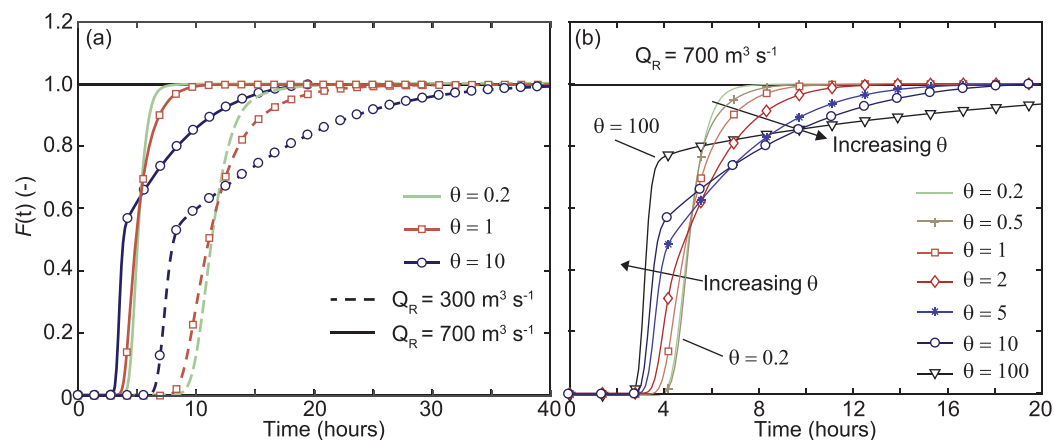 (a)
1.2
1.0
0.8
0.6
0.4
0.2
0
F(t) (-)
θ = 0.2
θ = 1
θ = 10
Q_R = 300 m³ s⁻¹
Q_R = 700 m³ s⁻¹
0 10 20 30 40
Time (hours)
(b)
Q_R = 700 m³ s⁻¹
θ = 100
Increasing θ
Increasing θ
θ = 0.2
θ = 0.2
θ = 0.5
θ = 1
θ = 2
θ = 5
θ = 10
θ = 100
0 4 8 12 16 20
Time (hours)